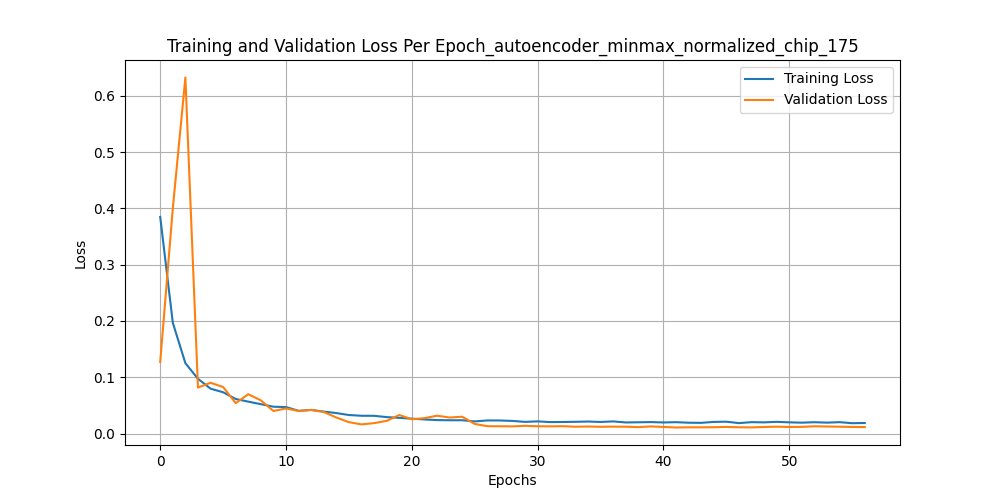 Training and Validation Loss Per Epoch_autoencoder_minmax_normalized_chip_175
Training Loss
Validation Loss
0.6
0.5
0.4
0.3
0.2
0.1
0.0
Loss
0 10 20 30 40 50
Epochs